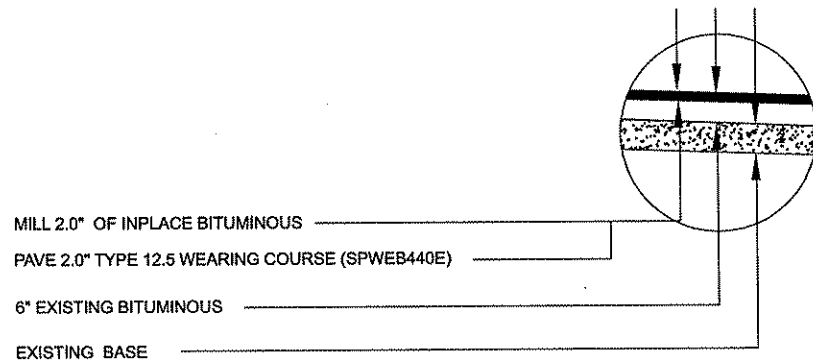 MILL 2.0" OF INPLACE BITUMINOUS
PAVE 2.0" TYPE 12.5 WEARING COURSE (SPWEB440E)
6" EXISTING BITUMINOUS
EXISTING BASE